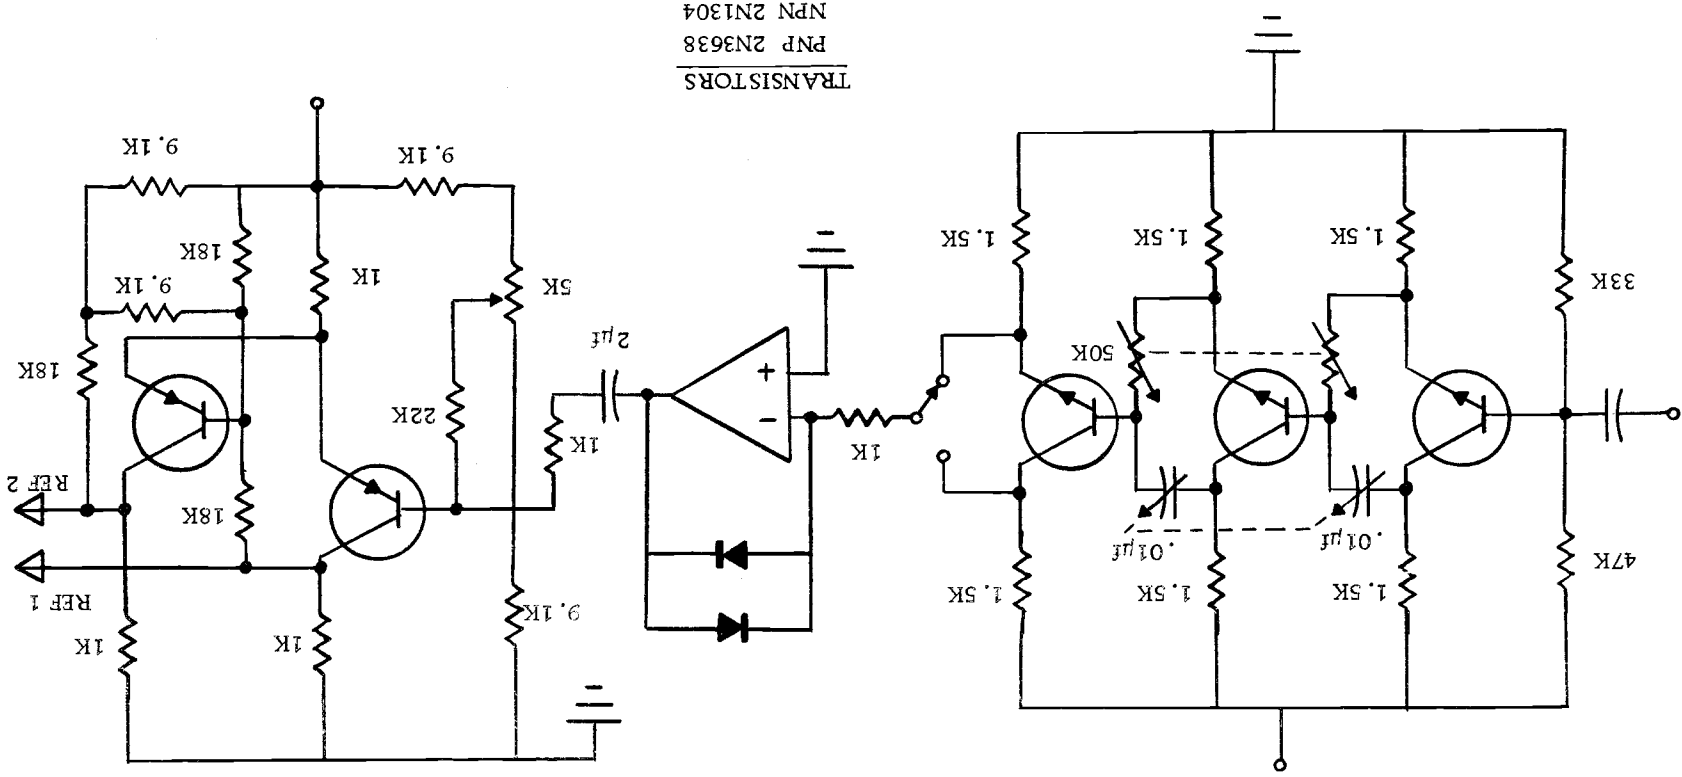 1K
1K
9.1K
REF 1
1.5K
1.5K
1.5K
47K
.01µf
.01µf
18K
REF 2
1K
1K
22K
18K
50K
2µf
33K
5K
1K
9.1K
18K
1.5K
1.5K
1.5K
9.1K
9.1K
TRANSISTORS
PNP 2N3638
NPN 2N1304